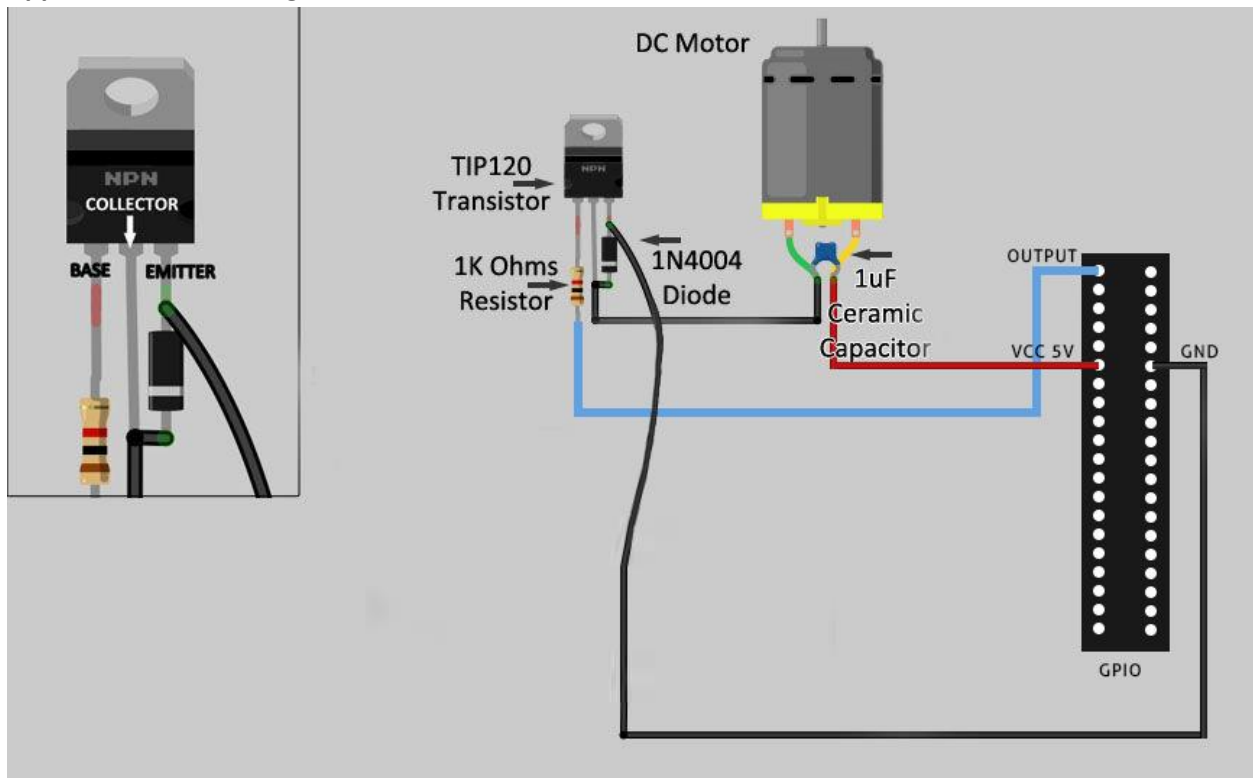 NPN
COLLECTOR
BASE
EMITTER
DC Motor
TIP120
Transistor
NPN
1K Ohms
Resistor
1N4004
Diode
1uF
Ceramic
Capacitor
OUTPUT
VCC 5V
GND
GPIO